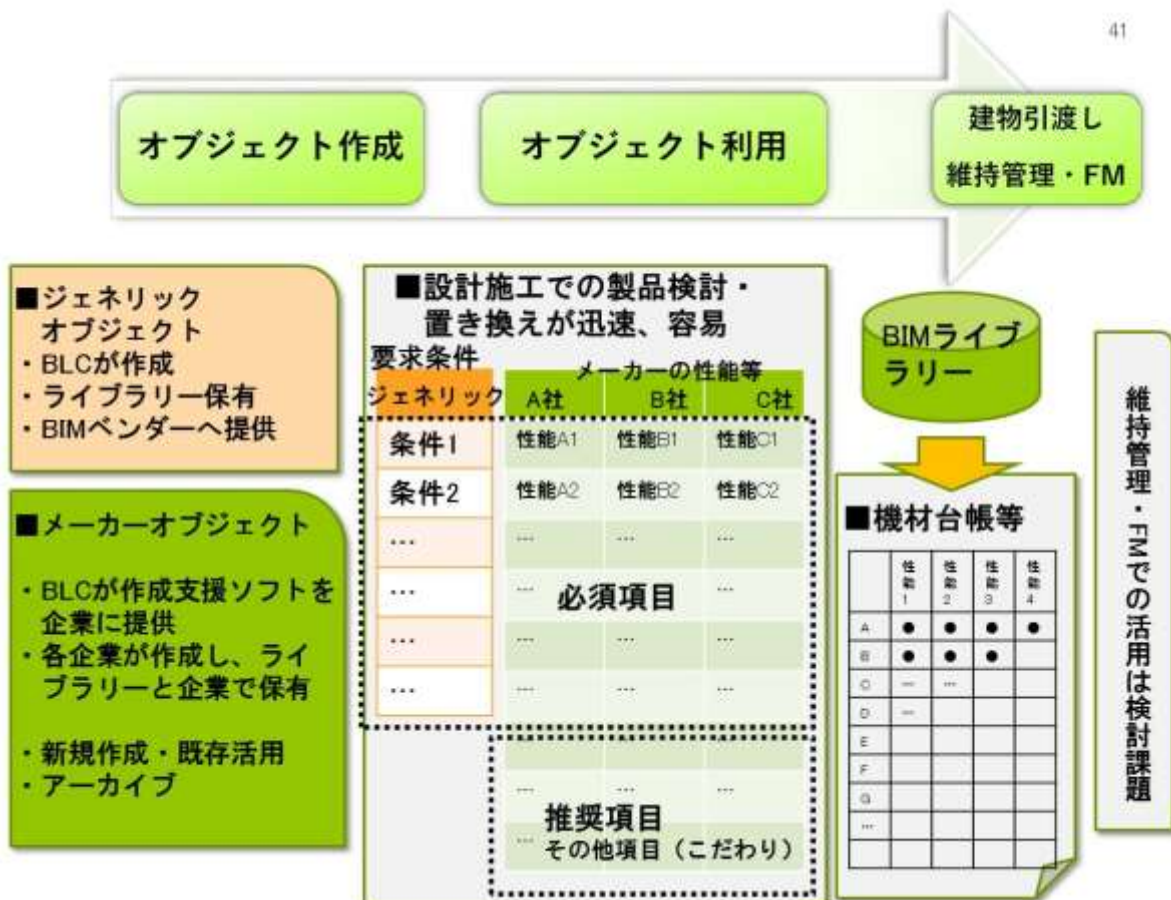 41
オブジェクト作成
オブジェクト利用
建物引渡し
維持管理・FM
■ジェネリック
オブジェクト
・BLCが作成
・ライブラリー保有
・BIMベンダーへ提供
■メーカーオブジェクト
・BLCが作成支援ソフトを
企業に提供
・各企業が作成し、ライ
ブラリーと企業で保有
・新規作成・既存活用
・アーカイブ
■設計施工での製品検討・
置き換えが迅速、容易
要求条件
メーカーの性能等
ジェネリック A社 B社 C社
条件1 性能A1 性能B1 性能C1
条件2 性能A2 性能B2 性能C2
… … … …
… … 必須項目 …
… … … …
… … … …
… … …
推奨項目
… その他項目（こだわり）
BIMライブ
ラリー
■機材台帳等
性能1 性能2 性能3 性能4
A ● ● ● ●
B ● ● ●
C … …
D …
E
F
G
…
維持管理・FMでの活用は検討課題